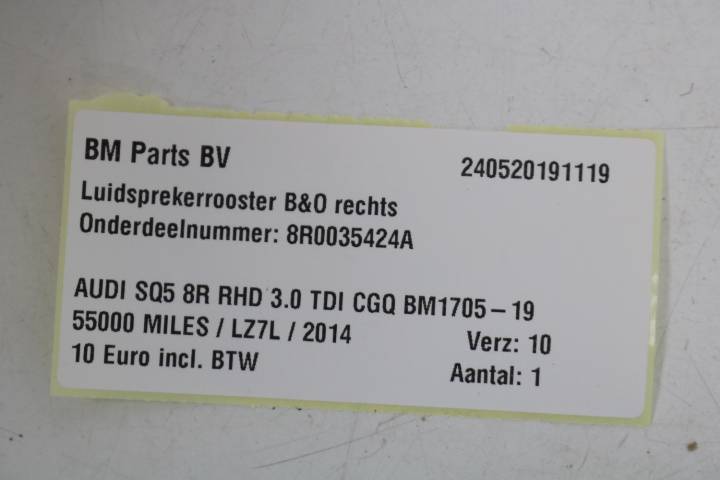 BM Parts BV 240520191119
Luidsprekerrooster B&O rechts
Onderdeelnummer: 8R0035424A
AUDI SQ5 8R RHD 3.0 TDI CGQ BM1705-19
55000 MILES / LZ7L / 2014 Verz: 10
10 Euro incl. BTW Aantal: 1